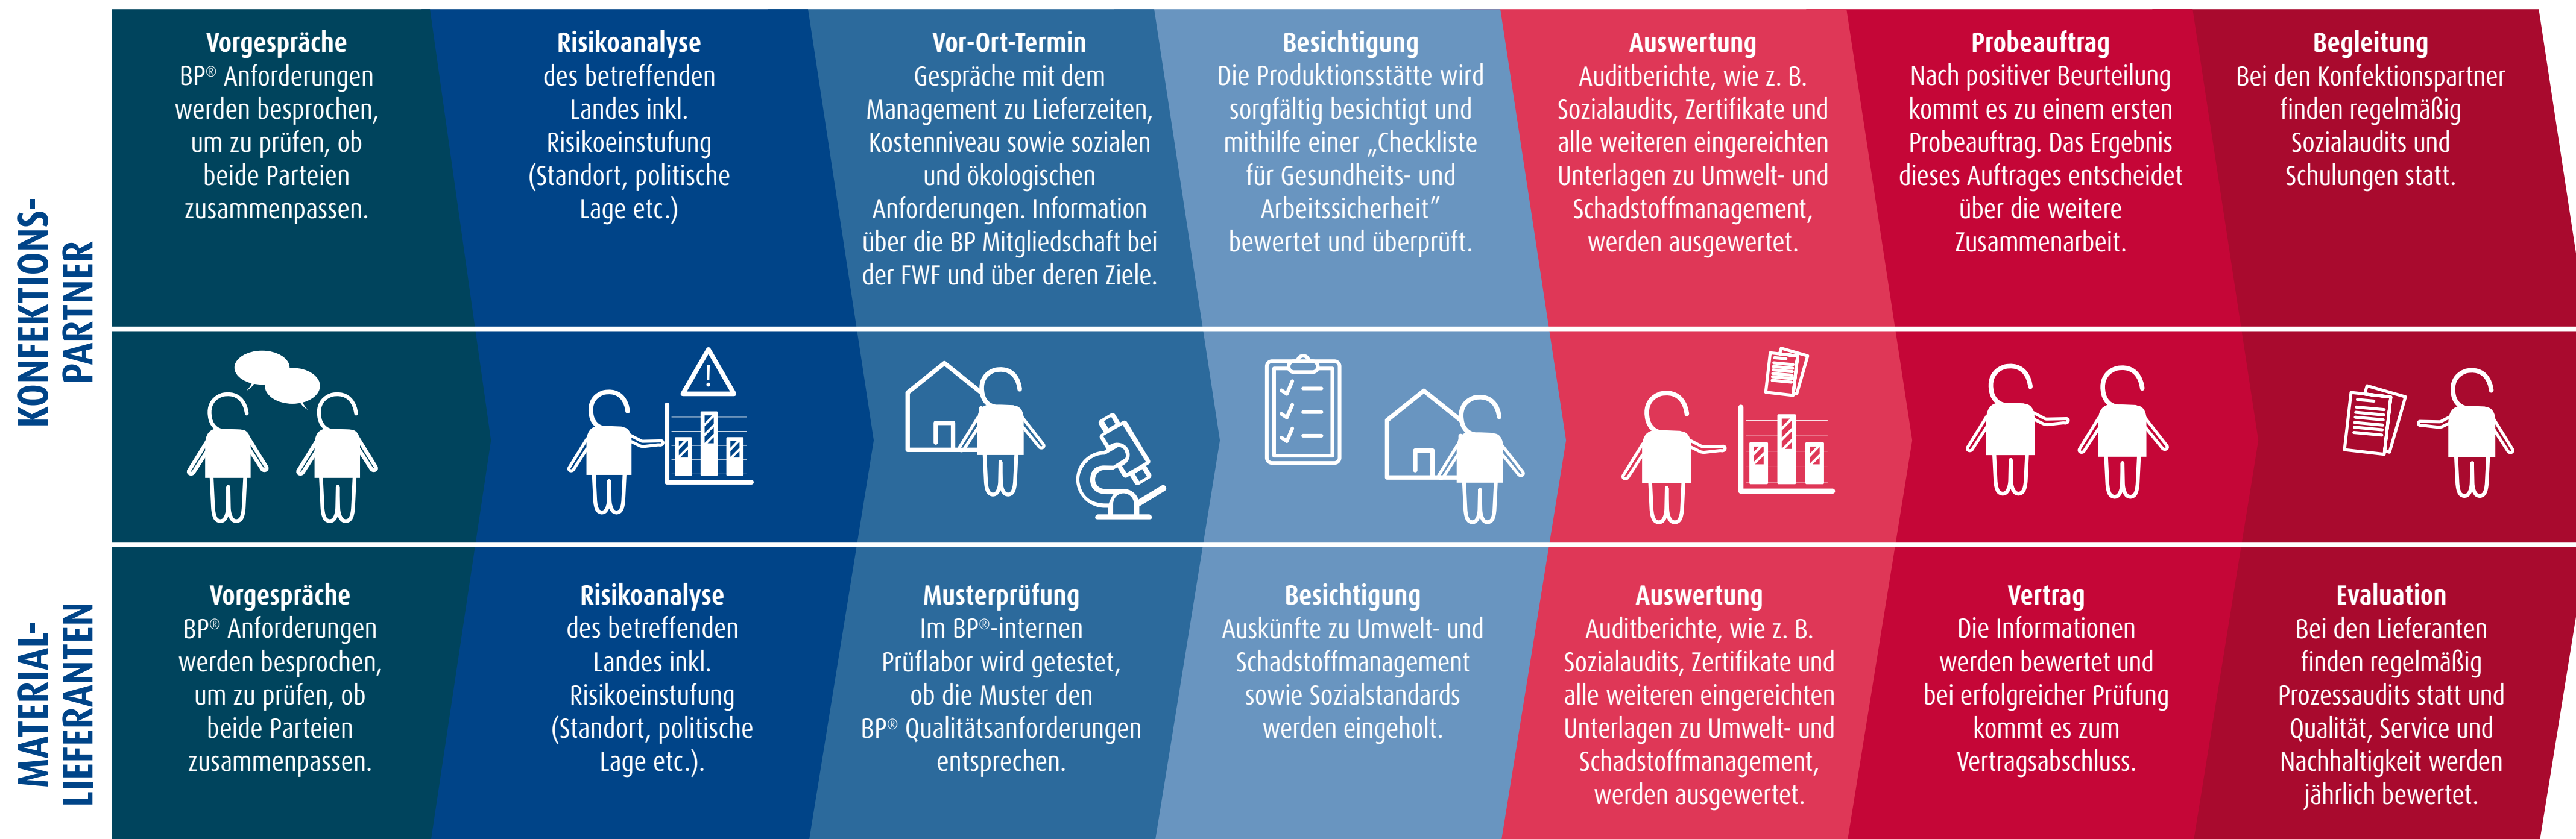 KONFEKTIONS-
PARTNER
Vorgespräche
BP® Anforderungen
werden besprochen,
um zu prüfen, ob
beide Parteien
zusammenpassen.
Risikoanalyse
des betreffenden
Landes inkl.
Risikoeinstufung
(Standort, politische
Lage etc.)
Vor-Ort-Termin
Gespräche mit dem
Management zu Lieferzeiten,
Kostenniveau sowie sozialen
und ökologischen
Anforderungen. Information
über die BP Mitgliedschaft bei
der FWF und über deren Ziele.
Besichtigung
Die Produktionsstätte wird
sorgfältig besichtigt und
mithilfe einer „Checkliste
für Gesundheits- und
Arbeitssicherheit”
bewertet und überprüft.
Auswertung
Auditberichte, wie z. B.
Sozialaudits, Zertifikate und
alle weiteren eingereichten
Unterlagen zu Umwelt- und
Schadstoffmanagement,
werden ausgewertet.
Probeauftrag
Nach positiver Beurteilung
kommt es zu einem ersten
Probeauftrag. Das Ergebnis
dieses Auftrages entscheidet
über die weitere
Zusammenarbeit.
Begleitung
Bei den Konfektionspartner
finden regelmäßig
Sozialaudits und
Schulungen statt.
MATERIAL-
LIEFERANTEN
Vorgespräche
BP® Anforderungen
werden besprochen,
um zu prüfen, ob
beide Parteien
zusammenpassen.
Risikoanalyse
des betreffenden
Landes inkl.
Risikoeinstufung
(Standort, politische
Lage etc.).
Musterprüfung
Im BP®-internen
Prüflabor wird getestet,
ob die Muster den
BP® Qualitätsanforderungen
entsprechen.
Besichtigung
Auskünfte zu Umwelt- und
Schadstoffmanagement
sowie Sozialstandards
werden eingeholt.
Auswertung
Auditberichte, wie z. B.
Sozialaudits, Zertifikate und
alle weiteren eingereichten
Unterlagen zu Umwelt- und
Schadstoffmanagement,
werden ausgewertet.
Vertrag
Die Informationen
werden bewertet und
bei erfolgreicher Prüfung
kommt es zum
Vertragsabschluss.
Evaluation
Bei den Lieferanten
finden regelmäßig
Prozessaudits statt und
Qualität, Service und
Nachhaltigkeit werden
jährlich bewertet.